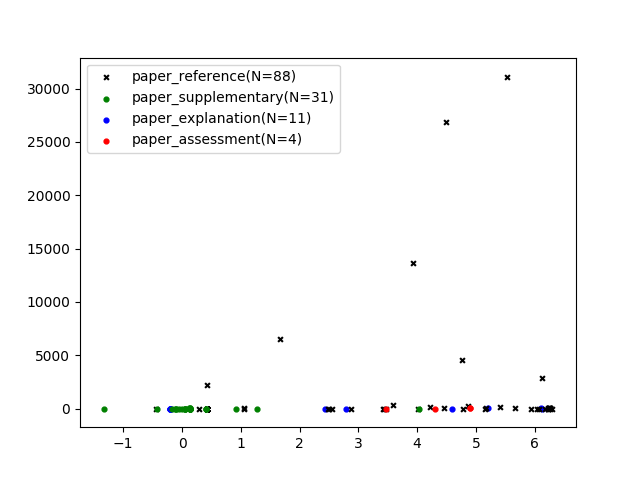 paper_reference(N=88)
paper_supplementary(N=31)
paper_explanation(N=11)
paper_assessment(N=4)
30000
25000
20000
15000
10000
5000
0
−1 0 1 2 3 4 5 6